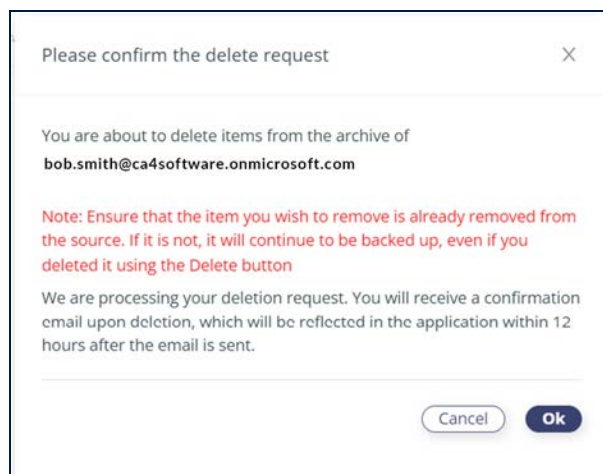 Please confirm the delete request
You are about to delete items from the archive of
bob.smith@ca4software.onmicrosoft.com
Note: Ensure that the item you wish to remove is already removed from
the source. If it is not, it will continue to be backed up, even if you
deleted it using the Delete button
We are processing your deletion request. You will receive a confirmation
email upon deletion, which will be reflected in the application within 12
hours after the email is sent.
Cancel Ok